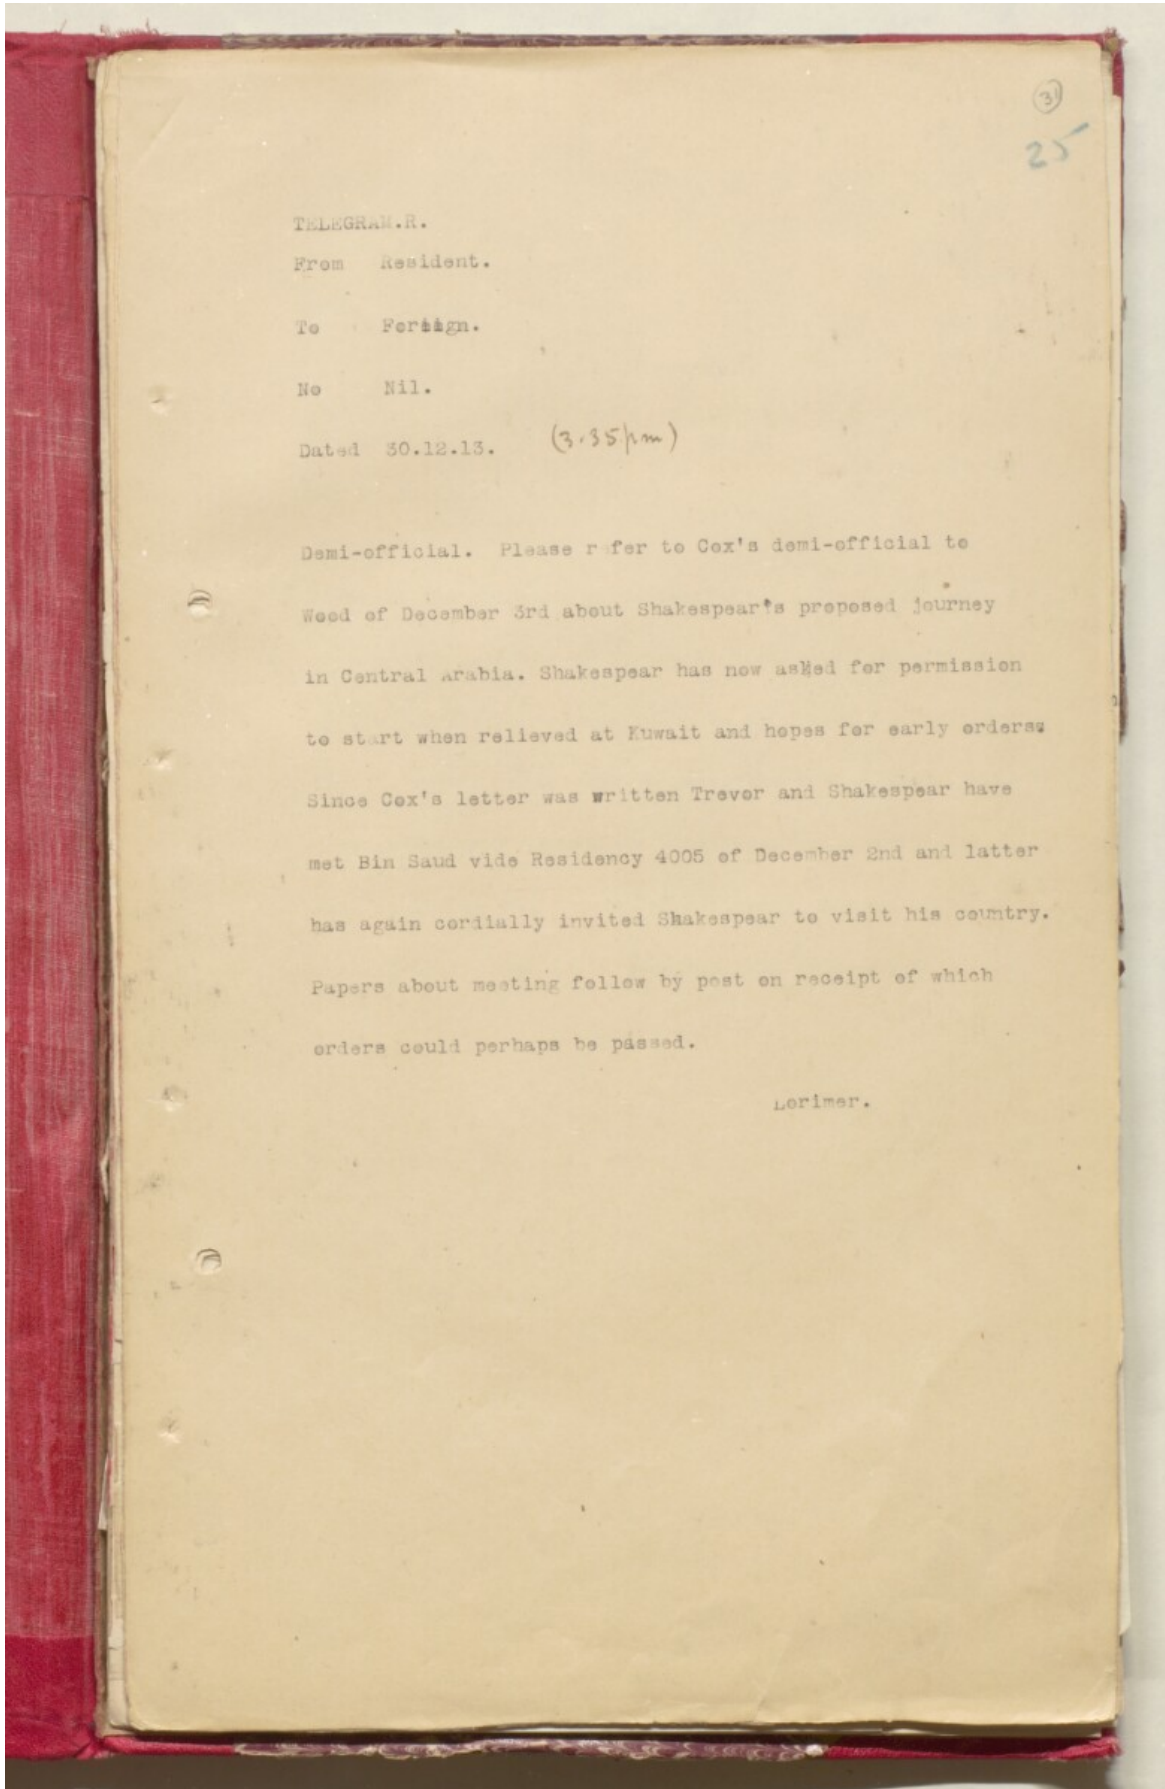 31
25
TELEGRAM.R.
From Resident.
To Foreign.
No Nil.
Dated 30.12.13. (3.35pm)
Demi-official. Please refer to Cox's demi-official to
Wood of December 3rd about Shakespear's proposed journey
in Central Arabia. Shakespear has now asked for permission
to start when relieved at Kuwait and hopes for early orders.
Since Cox's letter was written Trevor and Shakespear have
met Bin Saud vide Residency 4005 of December 2nd and latter
has again cordially invited Shakespear to visit his country.
Papers about meeting follow by post on receipt of which
orders could perhaps be passed.
Lorimer.